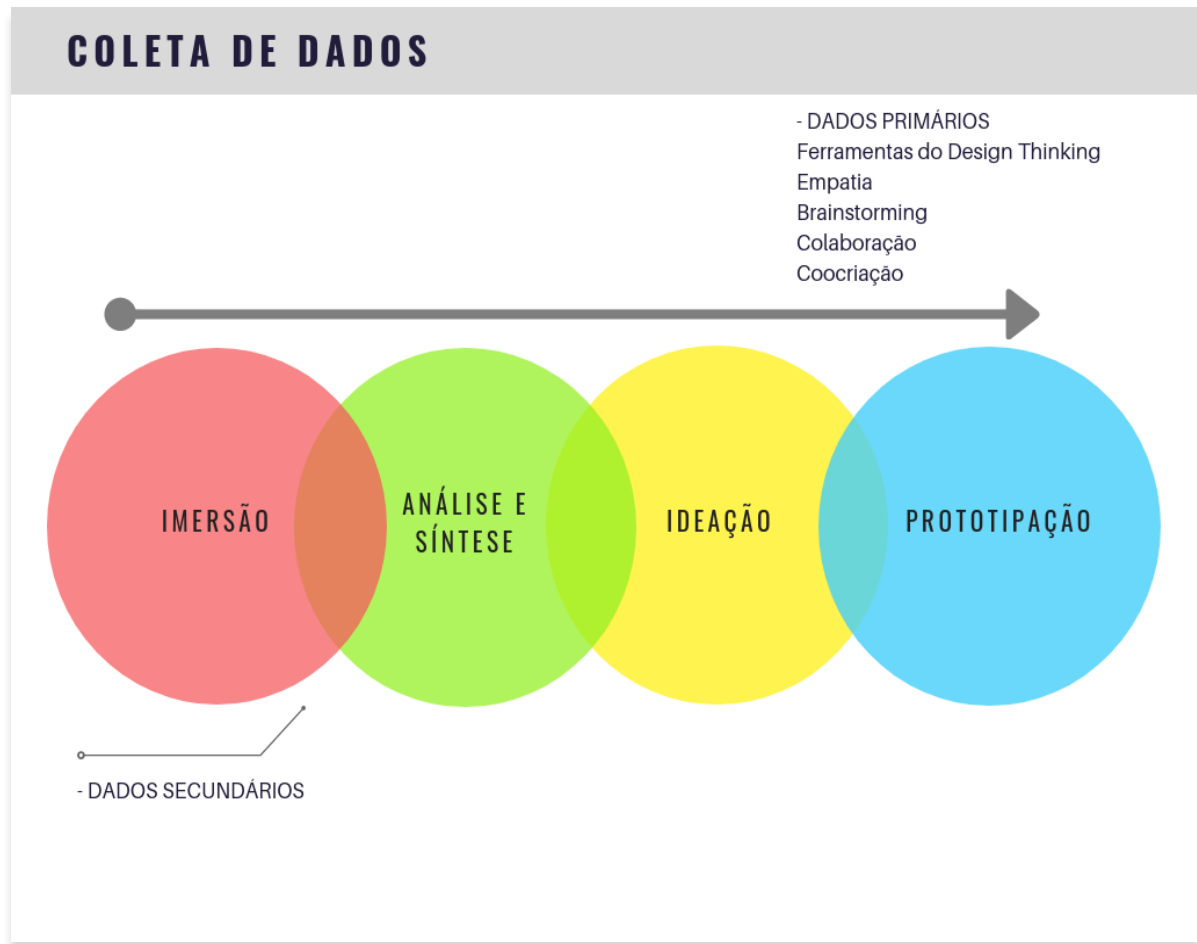 COLETA DE DADOS
- DADOS PRIMÁRIOS
Ferramentas do Design Thinking
Empatia
Brainstorming
Colaboração
Coocriação
IMERSÃO
ANÁLISE E
SÍNTESE
IDEAÇÃO
PROTOTIPAÇÃO
- DADOS SECUNDÁRIOS